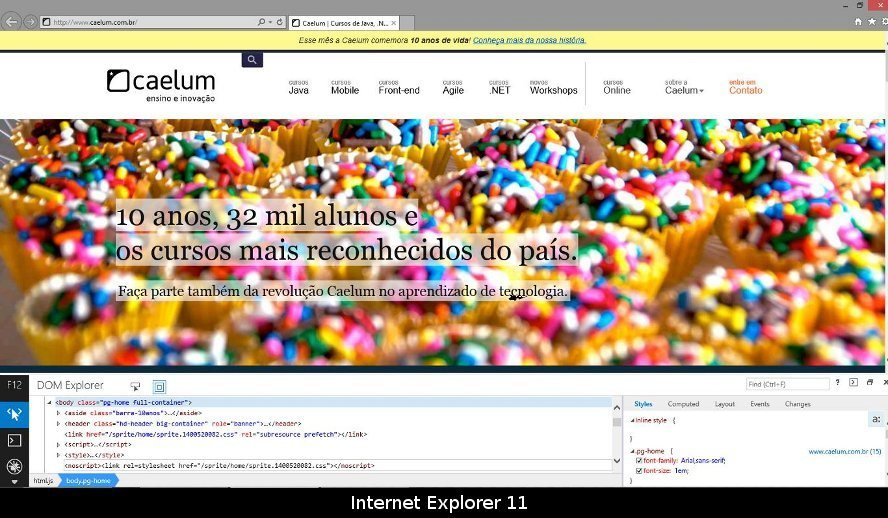 http://www.caelum.com.br/
Caelum | Cursos de Java, .N...
Esse mês a Caelum comemora 10 anos de vida! Conheça mais da nossa história.
caelum
ensino e inovação
cursos Java
cursos Mobile
cursos Front-end
cursos Agile
cursos .NET
novos Workshops
cursos Online
sobre a Caelum
entre em Contato
10 anos, 32 mil alunos e
os cursos mais reconhecidos do país.
Faça parte também da revolução Caelum no aprendizado de tecnologia.
F12
DOM Explorer
Find (Ctrl+F)
?
<body class="pg-home full-container">
<aside class="barra-10anos">…</aside>
<header class="hd-header big-container" role="banner">…</header>
<link href="/sprite/home/sprite.1400520082.css" rel="subresource prefetch"></link>
<script>…</script>
<style>…</style>
<noscript><link rel=stylesheet href="/sprite/home/sprite.1400520082.css"></noscript>
html.js
body.pg-home
Styles Computed Layout Events Changes
a:
Inline style {
}
.pg-home { www.caelum.com.br (15)
font-family: Arial,sans-serif;
font-size: 1em;
Internet Explorer 11